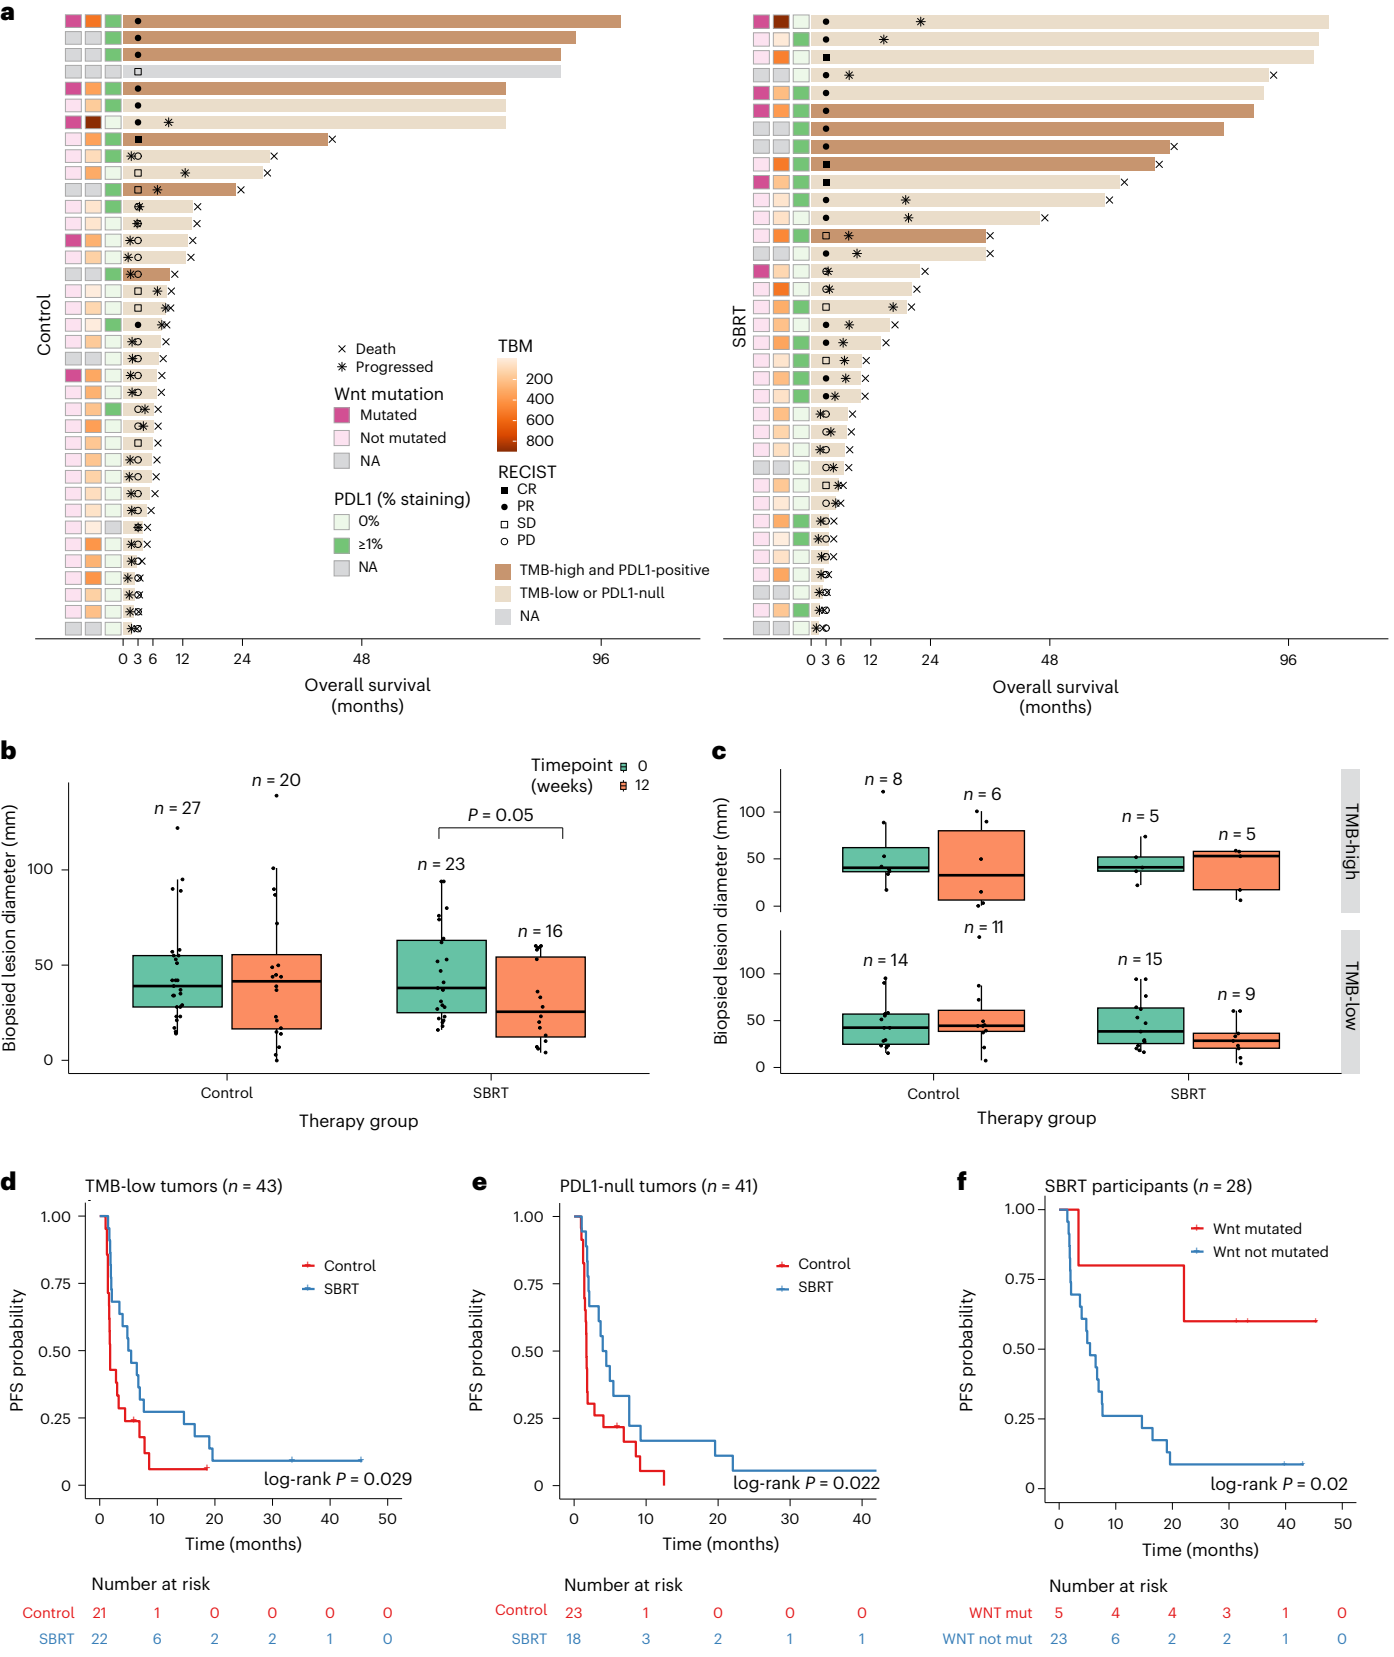 a
Control
× Death
✳ Progressed
Wnt mutation
Mutated
Not mutated
NA
PDL1 (% staining)
0%
≥1%
NA
TBM
200
400
600
800
RECIST
CR
PR
SD
PD
TMB-high and PDL1-positive
TMB-low or PDL1-null
NA
0 3 6 12 24 48 96
Overall survival
(months)
SBRT
0 3 6 12 24 48 96
Overall survival
(months)
b
Timepoint 0
(weeks) 12
n = 27
n = 20
P = 0.05
n = 23
n = 16
Biopsied lesion diameter (mm)
100
50
0
Control SBRT
Therapy group
c
n = 8
n = 6
n = 5
n = 5
TMB-high
100
50
0
Biopsied lesion diameter (mm)
n = 14
n = 11
n = 15
n = 9
TMB-low
100
50
0
Control SBRT
Therapy group
d
TMB-low tumors (n = 43)
PFS probability
1.00
0.75
0.50
0.25
0
Control
SBRT
log-rank P = 0.029
0 10 20 30 40 50
Time (months)
Number at risk
Control 21 1 0 0 0 0
SBRT 22 6 2 2 1 0
e
PDL1-null tumors (n = 41)
PFS probability
1.00
0.75
0.50
0.25
0
Control
SBRT
log-rank P = 0.022
0 10 20 30 40
Time (months)
Number at risk
Control 23 1 0 0 0
SBRT 18 3 2 1 1
f
SBRT participants (n = 28)
PFS probability
1.00
0.75
0.50
0.25
0
Wnt mutated
Wnt not mutated
log-rank P = 0.02
0 10 20 30 40 50
Time (months)
Number at risk
WNT mut 5 4 4 3 1 0
WNT not mut 23 6 2 2 1 0